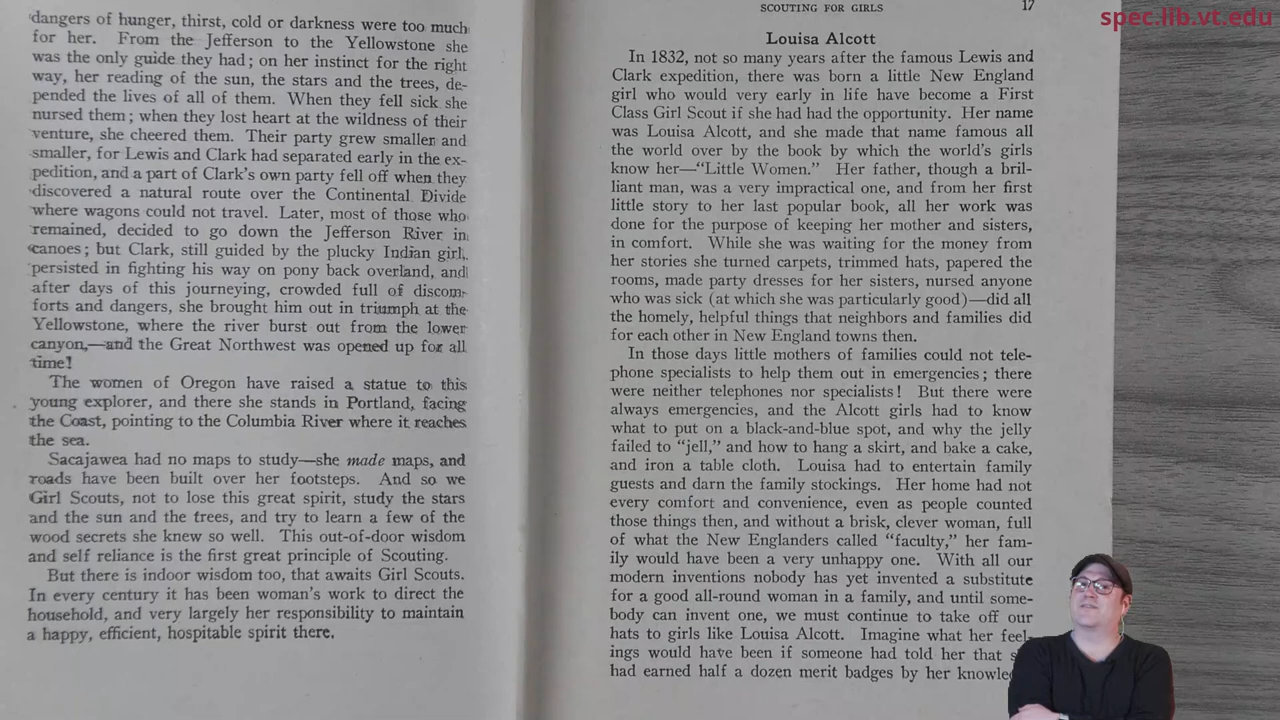 dangers of hunger, thirst, cold or darkness were too much
for her. From the Jefferson to the Yellowstone she
was the only guide they had; on her instinct for the right
way, her reading of the sun, the stars and the trees, de-
pended the lives of all of them. When they fell sick she
nursed them; when they lost heart at the wildness of their
venture, she cheered them. Their party grew smaller and
smaller, for Lewis and Clark had separated early in the ex-
pedition, and a part of Clark's own party fell off when they
discovered a natural route over the Continental Divide
where wagons could not travel. Later, most of those who
remained, decided to go down the Jefferson River in
canoes; but Clark, still guided by the plucky Indian girl,
persisted in fighting his way on pony back overland, and
after days of this journeying, crowded full of discom-
forts and dangers, she brought him out in triumph at the
Yellowstone, where the river burst out from the lower
canyon,—and the Great Northwest was opened up for all
time!
The women of Oregon have raised a statue to this
young explorer, and there she stands in Portland, facing
the Coast, pointing to the Columbia River where it reaches
the sea.
Sacajawea had no maps to study—she made maps, and
roads have been built over her footsteps. And so we
Girl Scouts, not to lose this great spirit, study the stars
and the sun and the trees, and try to learn a few of the
wood secrets she knew so well. This out-of-door wisdom
and self reliance is the first great principle of Scouting.
But there is indoor wisdom too, that awaits Girl Scouts.
In every century it has been woman's work to direct the
household, and very largely her responsibility to maintain
a happy, efficient, hospitable spirit there.
SCOUTING FOR GIRLS 17
Louisa Alcott
In 1832, not so many years after the famous Lewis and
Clark expedition, there was born a little New England
girl who would very early in life have become a First
Class Girl Scout if she had had the opportunity. Her name
was Louisa Alcott, and she made that name famous all
the world over by the book by which the world's girls
know her—"Little Women." Her father, though a bril-
liant man, was a very impractical one, and from her first
little story to her last popular book, all her work was
done for the purpose of keeping her mother and sisters,
in comfort. While she was waiting for the money from
her stories she turned carpets, trimmed hats, papered the
rooms, made party dresses for her sisters, nursed anyone
who was sick (at which she was particularly good)—did all
the homely, helpful things that neighbors and families did
for each other in New England towns then.
In those days little mothers of families could not tele-
phone specialists to help them out in emergencies; there
were neither telephones nor specialists! But there were
always emergencies, and the Alcott girls had to know
what to put on a black-and-blue spot, and why the jelly
failed to "jell," and how to hang a skirt, and bake a cake,
and iron a table cloth. Louisa had to entertain family
guests and darn the family stockings. Her home had not
every comfort and convenience, even as people counted
those things then, and without a brisk, clever woman, full
of what the New Englanders called "faculty," her fam-
ily would have been a very unhappy one. With all our
modern inventions nobody has yet invented a substitute
for a good all-round woman in a family, and until some-
body can invent one, we must continue to take off our
hats to girls like Louisa Alcott. Imagine what her feel-
ings would have been if someone had told her that
had earned half a dozen merit badges by her
spec.lib.vt.edu